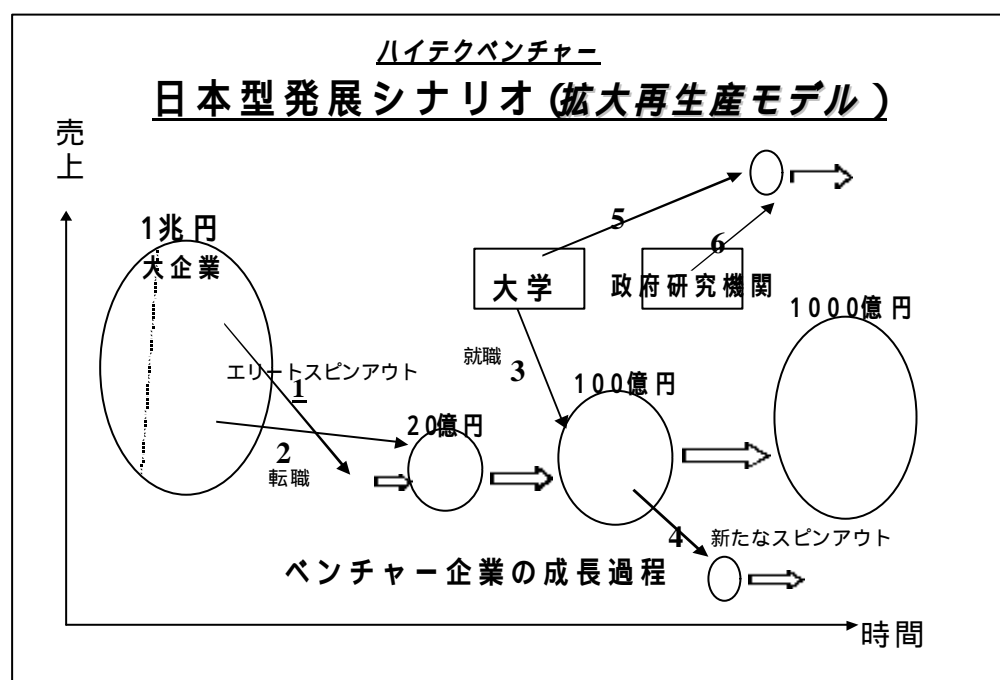 ハイテクベンチャー
日本型発展シナリオ(拡大再生産モデル)
売上
1兆円
大企業
5
6
大学
政府研究機関
1000億円
就職
3
エリートスピンアウト
1
100億円
20億円
2
転職
4
新たなスピンアウト
ベンチャー企業の成長過程
時間